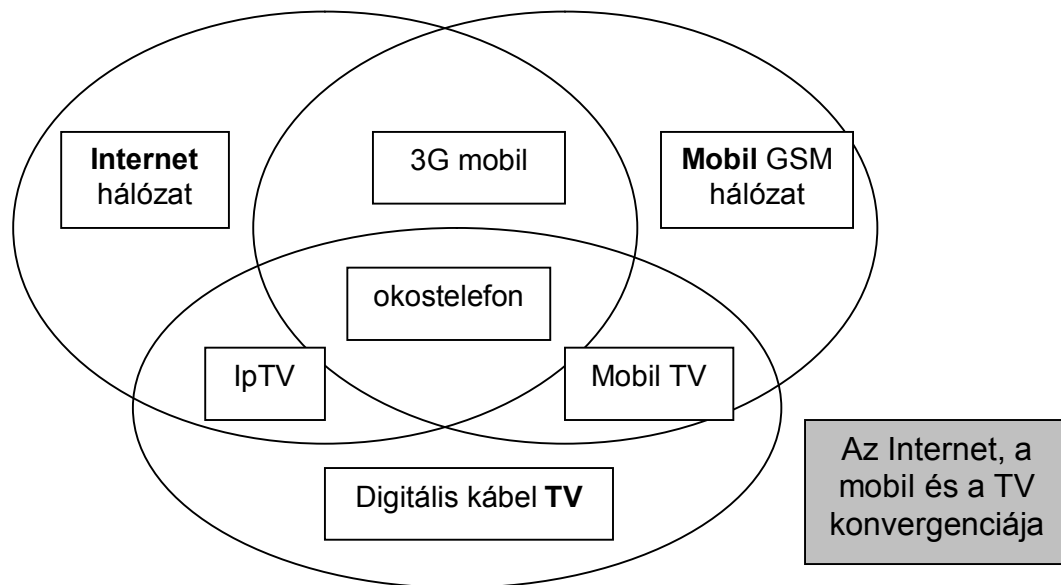 Internet
hálózat
3G mobil
Mobil GSM
hálózat
okostelefon
IpTV
Mobil TV
Digitális kábel TV
Az Internet, a
mobil és a TV
konvergenciája